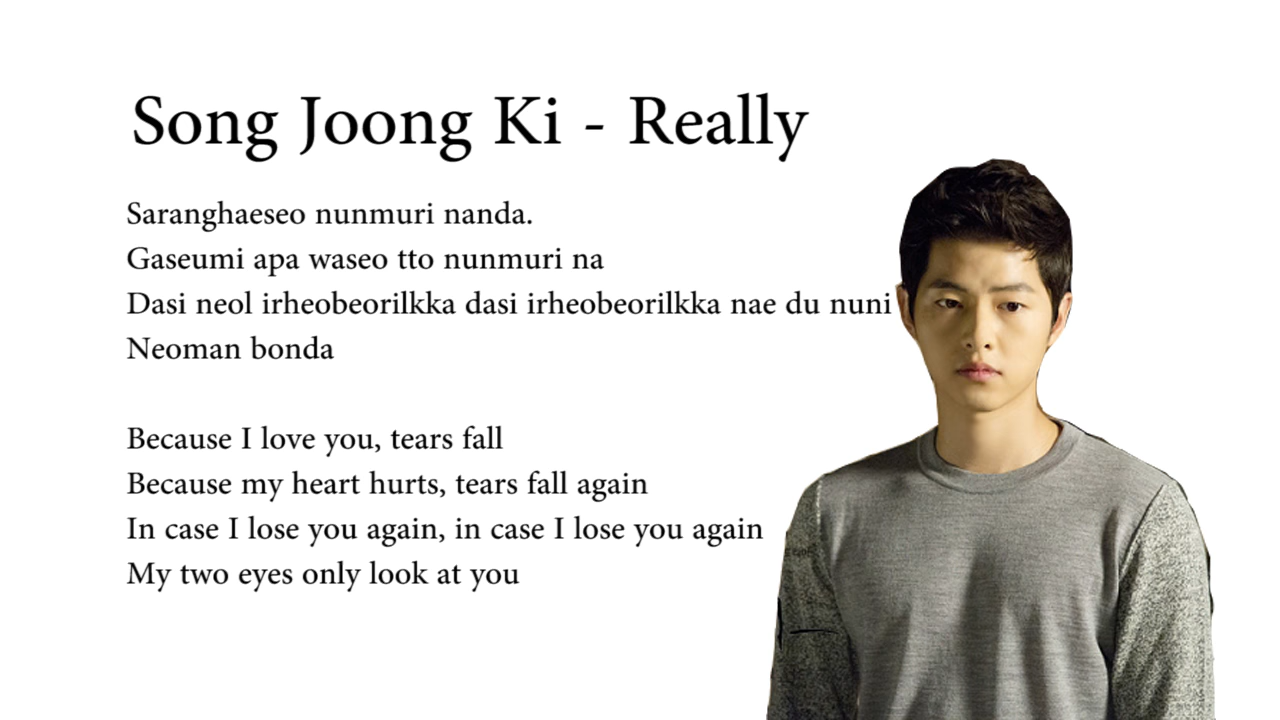 Song Joong Ki - Really
Saranghaeseo nunmuri nanda.
Gaseumi apa waseo tto nunmuri na
Dasi neol irheobeorilkka dasi irheobeorilkka nae du nuni
Neoman bonda
Because I love you, tears fall
Because my heart hurts, tears fall again
In case I lose you again, in case I lose you again
My two eyes only look at you